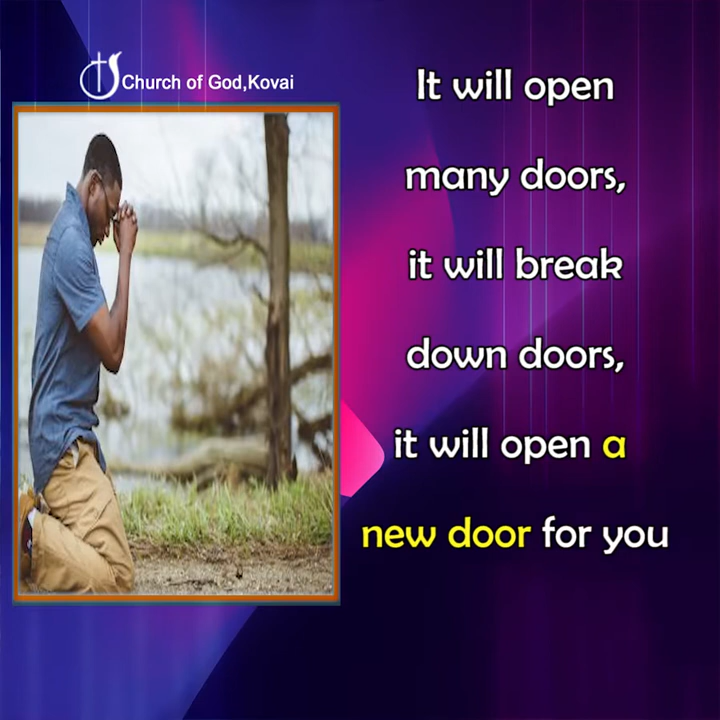 Church of God,Kovai
It will open
many doors,
it will break
down doors,
it will open a
new door for you